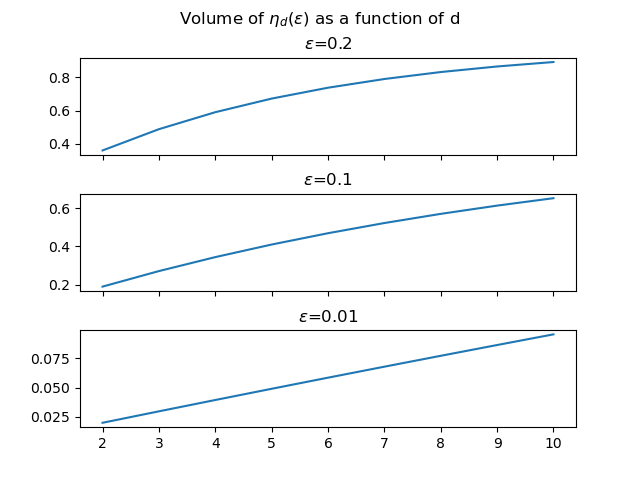 Volume of η_d(ε) as a function of d
ε=0.2
0.8
0.6
0.4
ε=0.1
0.6
0.4
0.2
ε=0.01
0.075
0.050
0.025
2 3 4 5 6 7 8 9 10